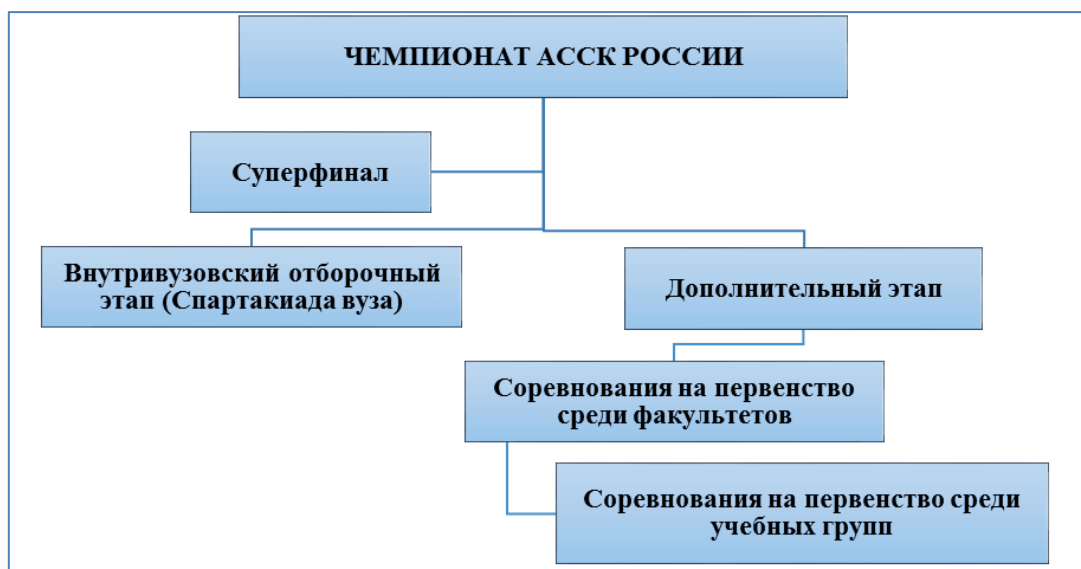 ЧЕМПИОНАТ АССК РОССИИ
Суперфинал
Внутривузовский отборочный
этап (Спартакиада вуза)
Дополнительный этап
Соревнования на первенство
среди факультетов
Соревнования на первенство среди
учебных групп